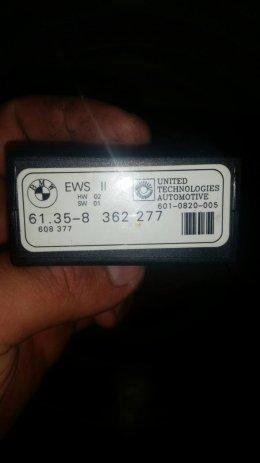 BMW
EWS II
HW 02
SW 01
UNITED
TECHNOLOGIES
AUTOMOTIVE
601-0820-005
61.35-8 362 277
608 377